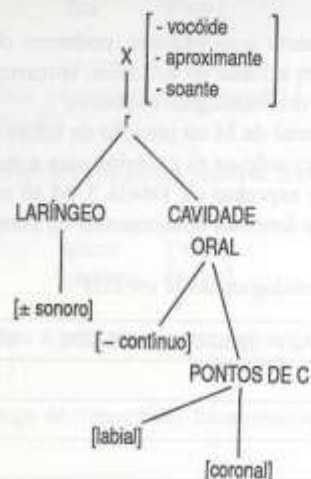 - vocóide
X - aproximante
- soante
r
LARÍNGEO CAVIDADE
ORAL
[± sonoro]
[– contínuo]
PONTOS DE C
[labial]
[coronal]